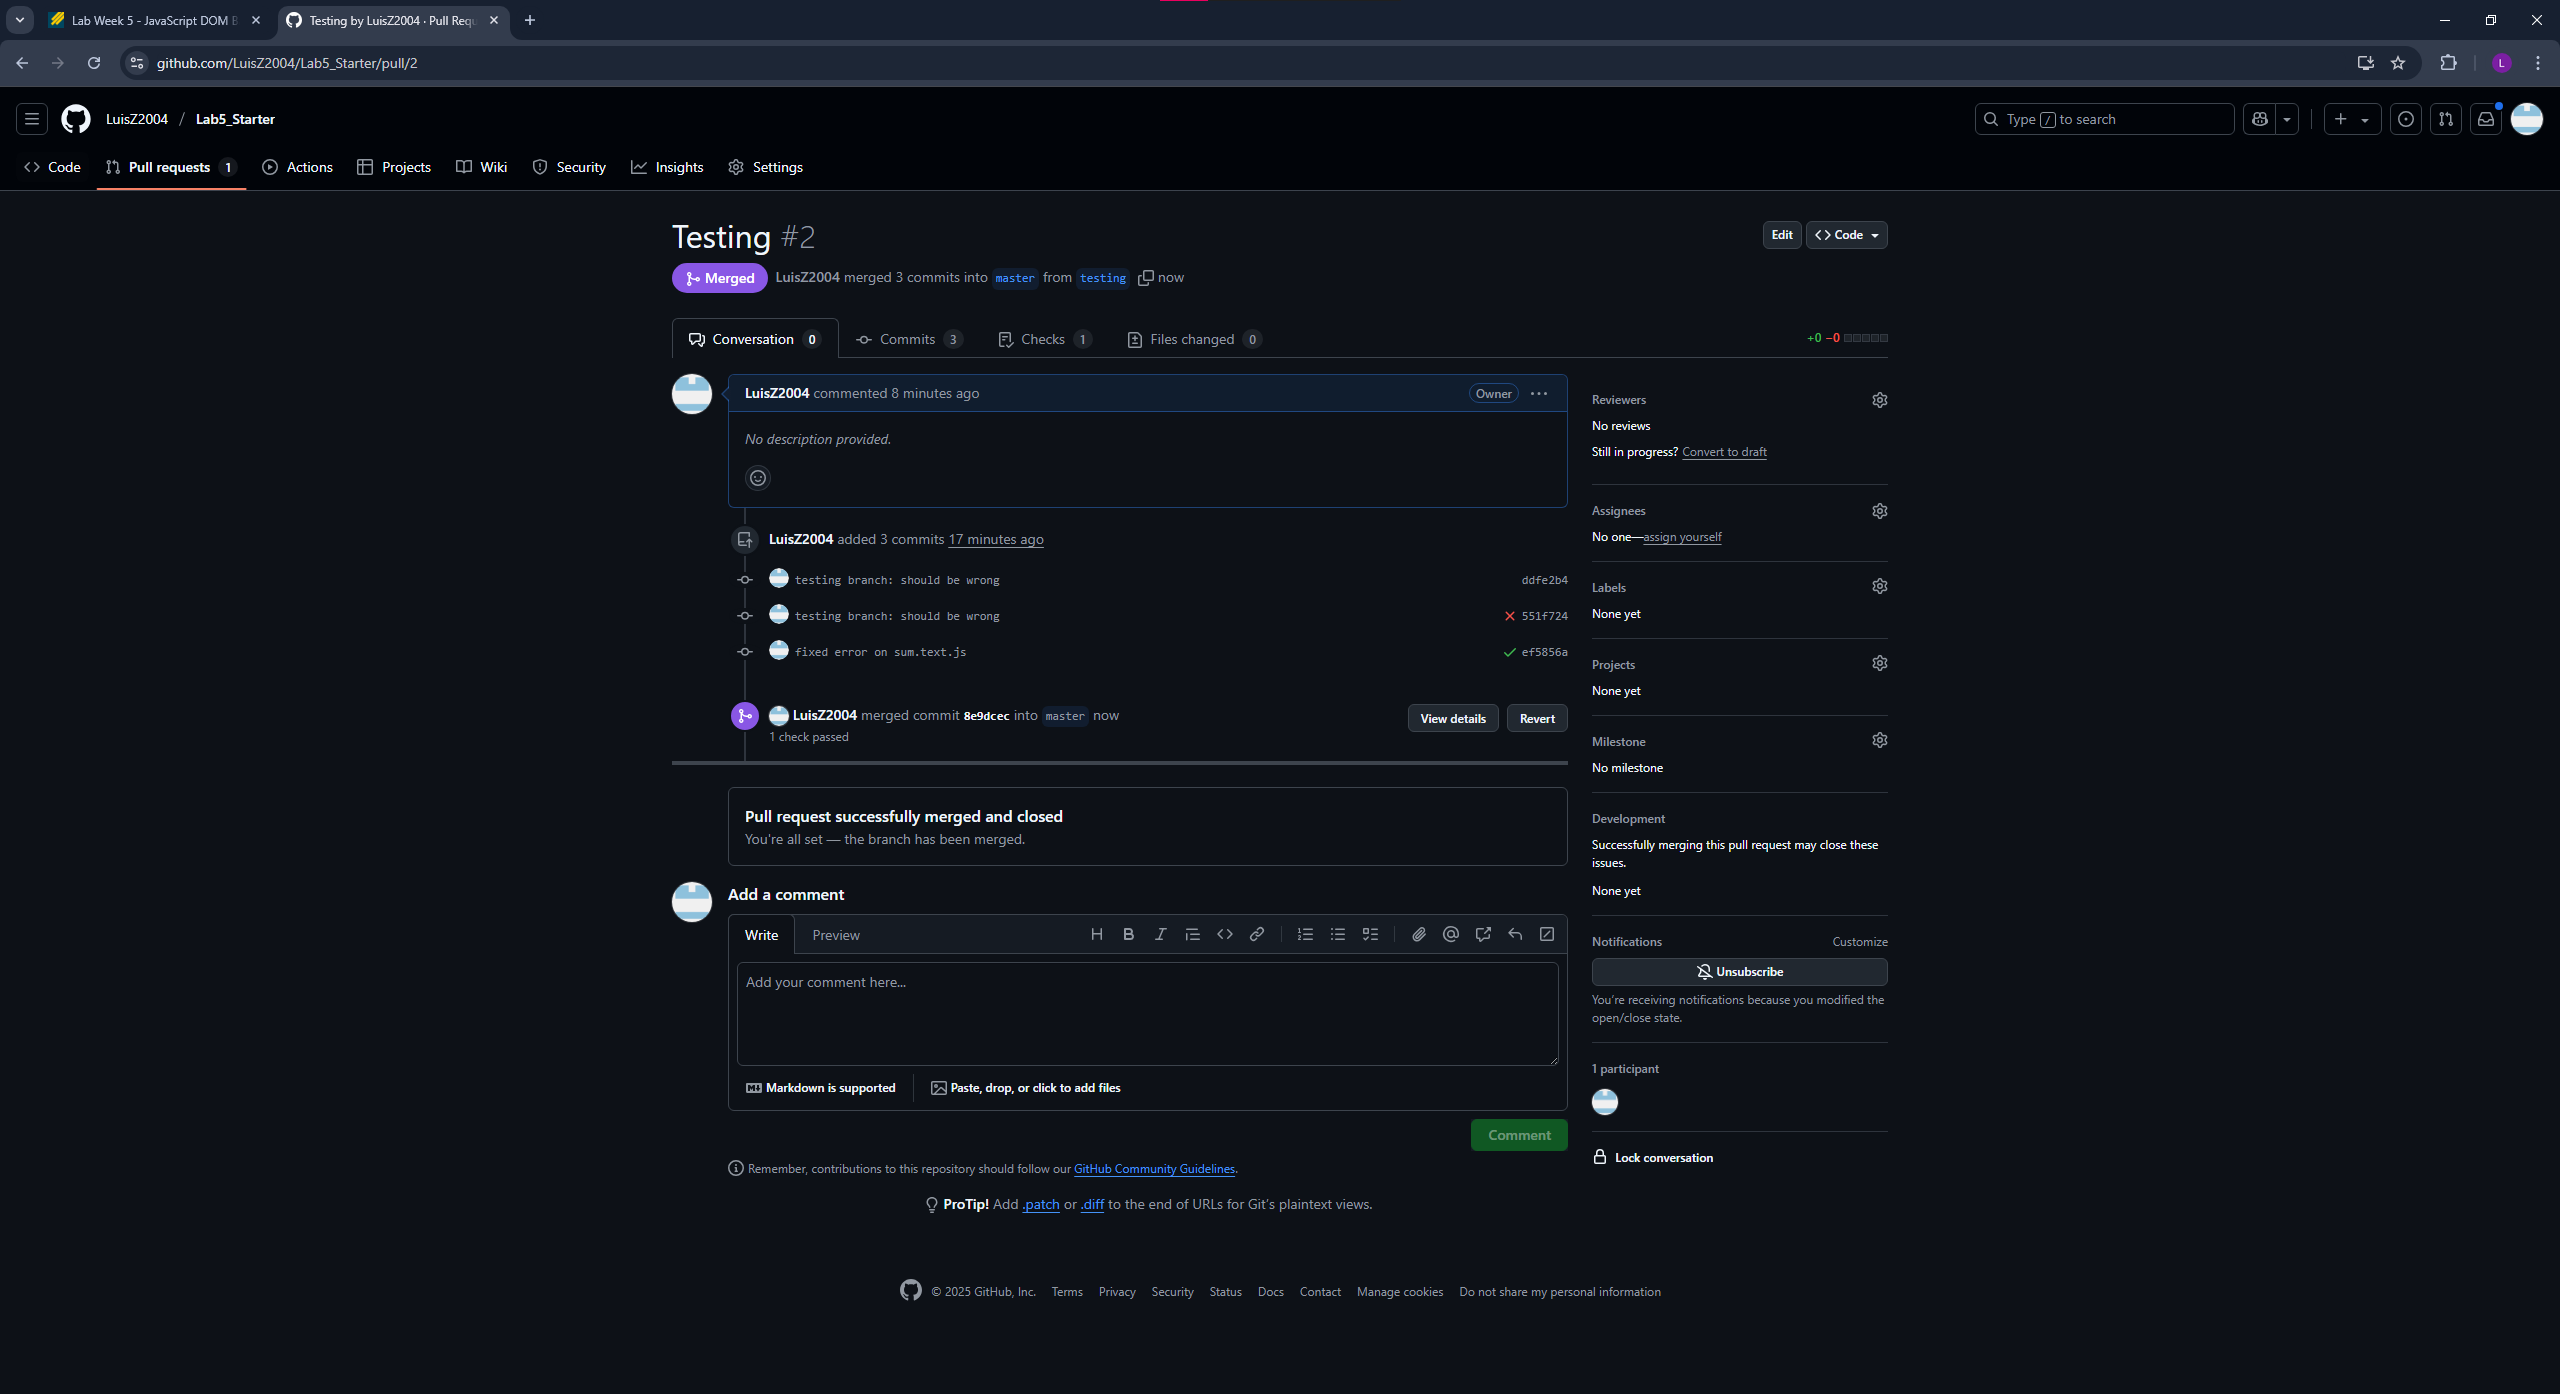 Lab Week 5 - JavaScript DOM B
Testing by LuisZ2004 · Pull Requ
github.com/LuisZ2004/Lab5_Starter/pull/2
L
LuisZ2004 / Lab5_Starter
Type / to search
Code
Pull requests 1
Actions
Projects
Wiki
Security
Insights
Settings
Testing #2
Edit
Code
Merged
LuisZ2004 merged 3 commits into master from testing now
Conversation 0
Commits 3
Checks 1
Files changed 0
+0 −0
LuisZ2004 commented 8 minutes ago
Owner
No description provided.
LuisZ2004 added 3 commits 17 minutes ago
testing branch: should be wrong ddfe2b4
testing branch: should be wrong 551f724
fixed error on sum.text.js ef5856a
LuisZ2004 merged commit 8e9dcec into master now
1 check passed
View details
Revert
Pull request successfully merged and closed
You're all set — the branch has been merged.
Add a comment
Write
Preview
Add your comment here...
Markdown is supported
Paste, drop, or click to add files
Comment
Remember, contributions to this repository should follow our GitHub Community Guidelines.
ProTip! Add .patch or .diff to the end of URLs for Git's plaintext views.
Reviewers
No reviews
Still in progress? Convert to draft
Assignees
No one—assign yourself
Labels
None yet
Projects
None yet
Milestone
No milestone
Development
Successfully merging this pull request may close these
issues.
None yet
Notifications
Customize
Unsubscribe
You're receiving notifications because you modified the
open/close state.
1 participant
Lock conversation
© 2025 GitHub, Inc.
Terms
Privacy
Security
Status
Docs
Contact
Manage cookies
Do not share my personal information